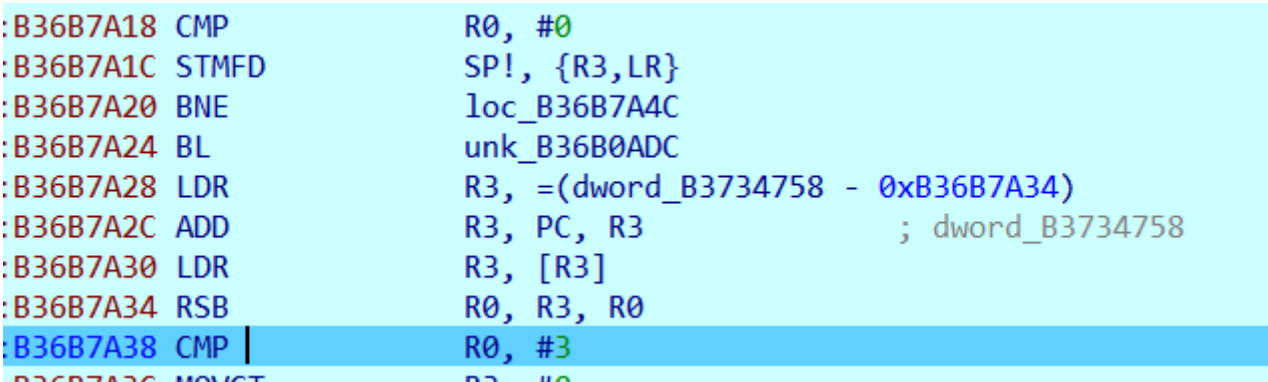 :B36B7A18 CMP R0, #0
:B36B7A1C STMFD SP!, {R3,LR}
:B36B7A20 BNE loc_B36B7A4C
:B36B7A24 BL unk_B36B0ADC
:B36B7A28 LDR R3, =(dword_B3734758 - 0xB36B7A34)
:B36B7A2C ADD R3, PC, R3 ; dword_B3734758
:B36B7A30 LDR R3, [R3]
:B36B7A34 RSB R0, R3, R0
:B36B7A38 CMP R0, #3